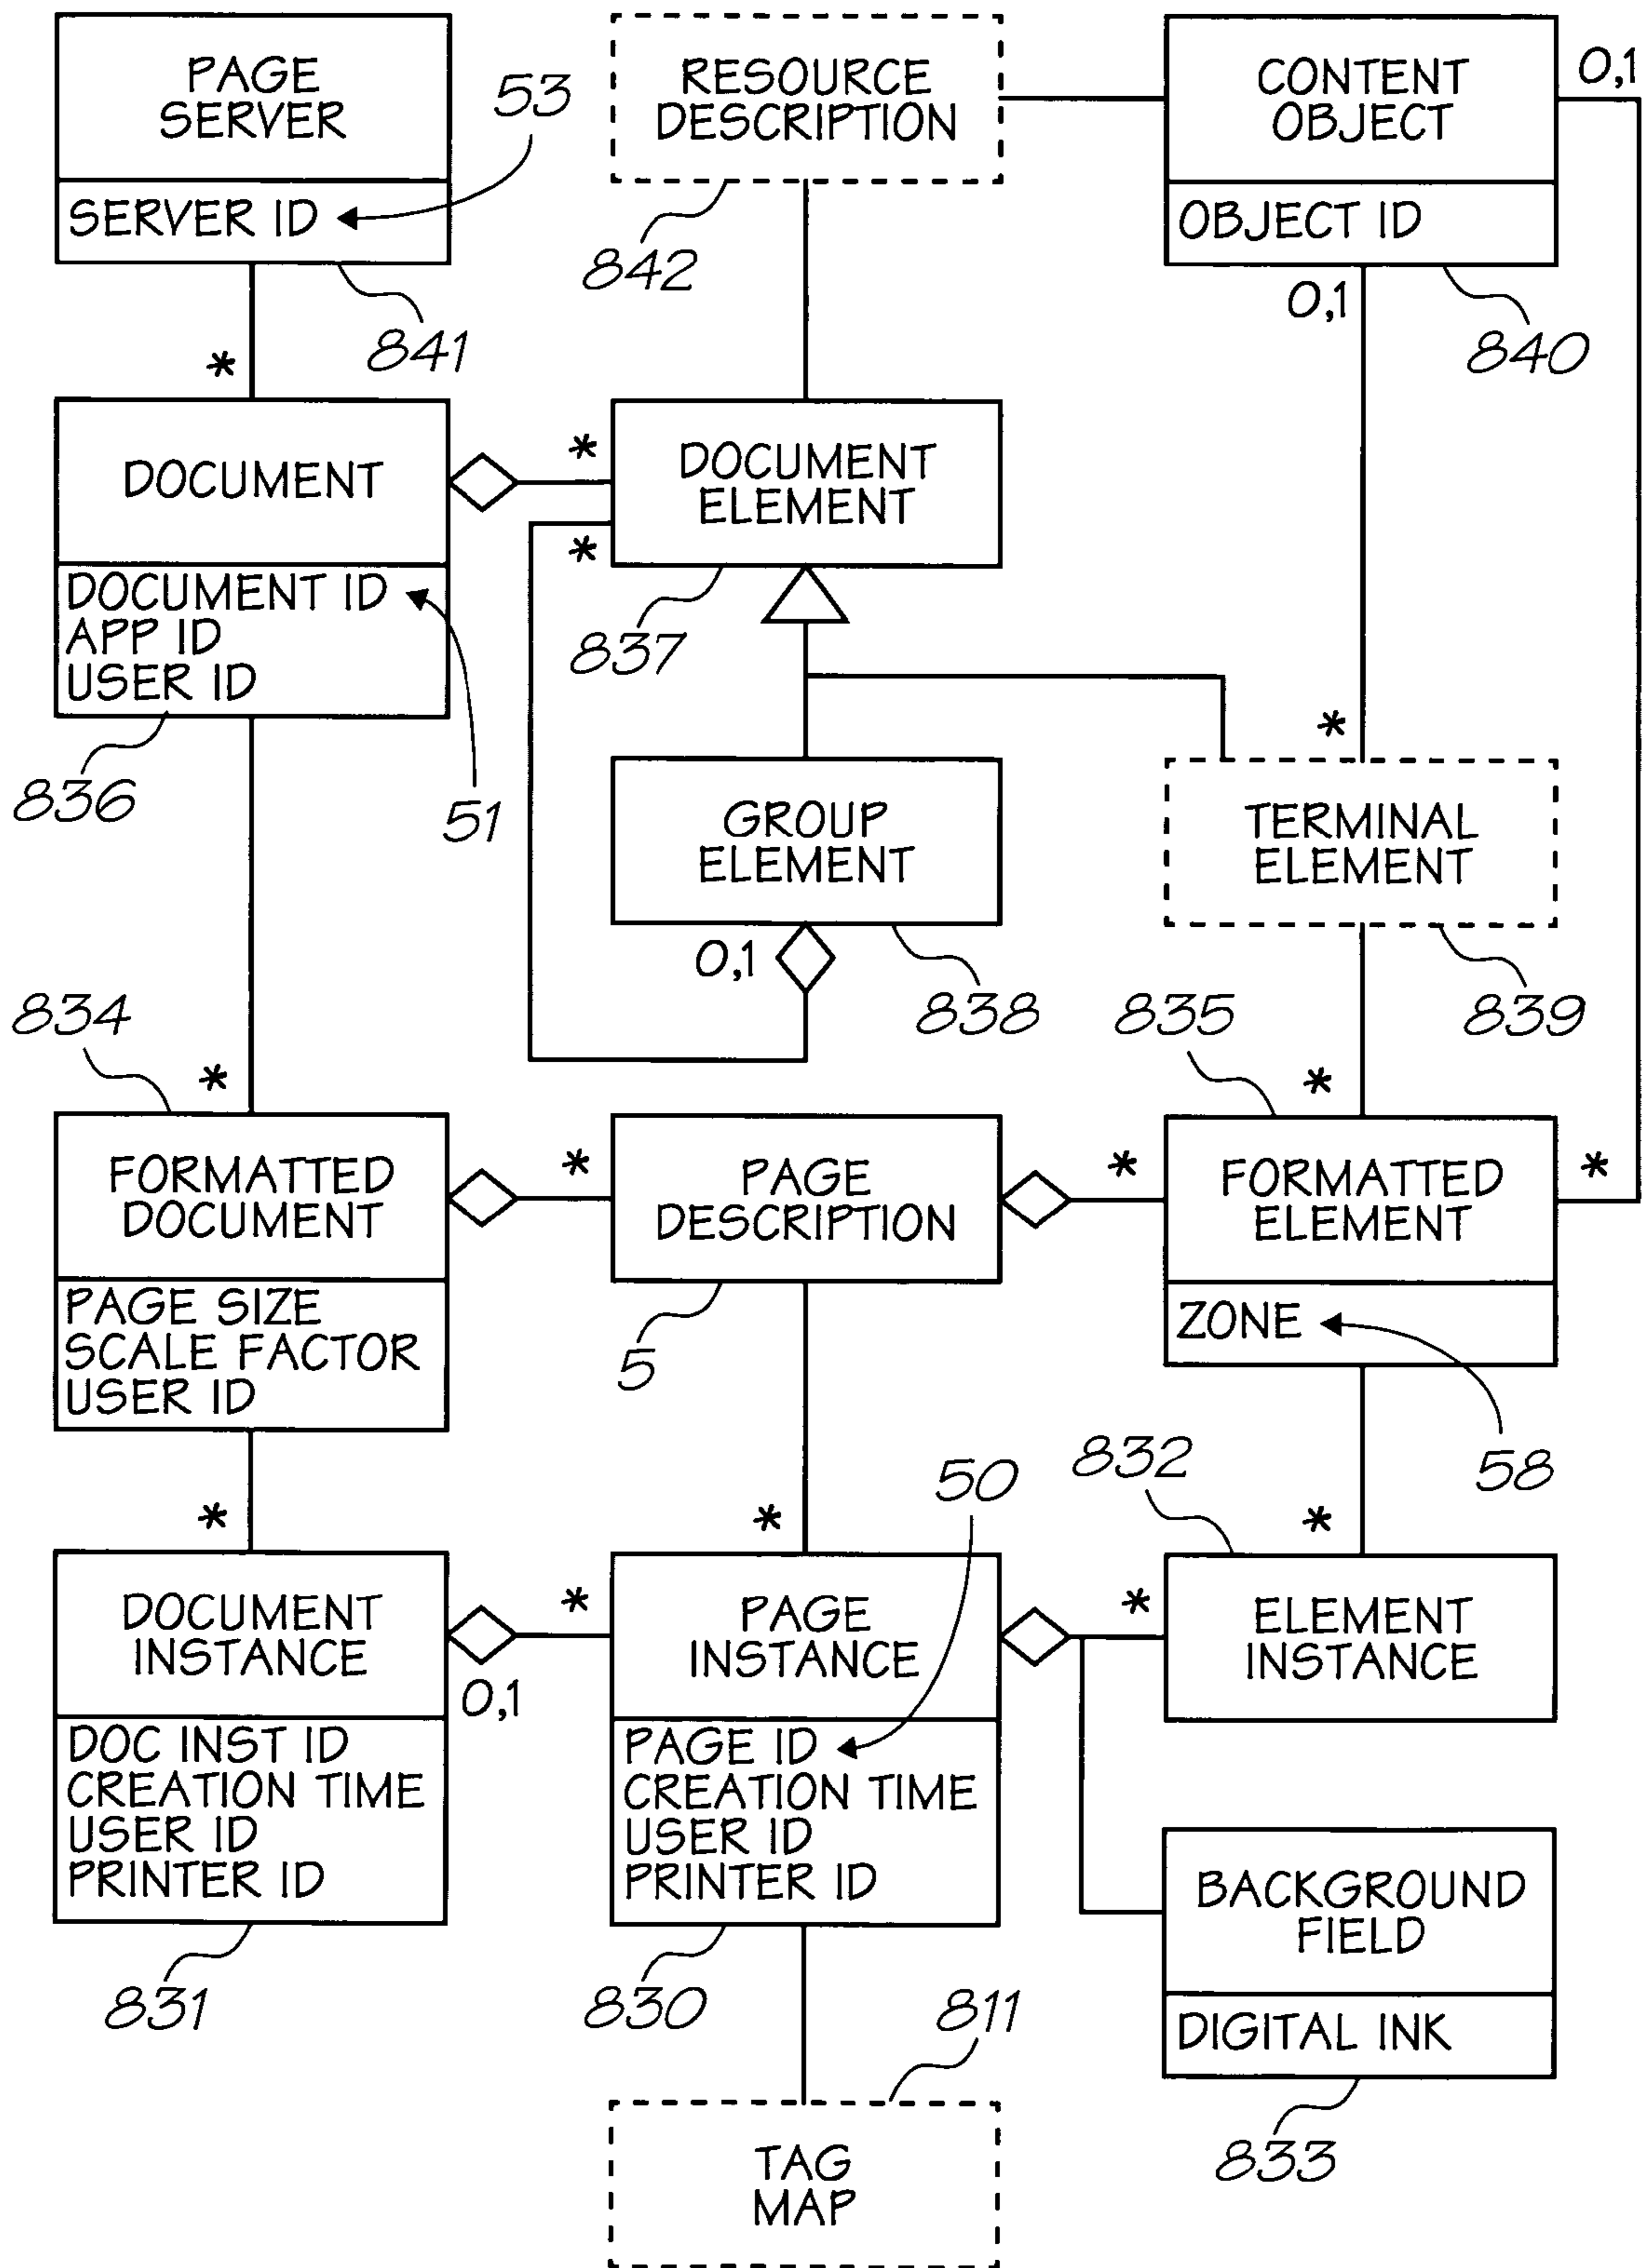 PAGE
SERVER
SERVER ID
53
841
RESOURCE
DESCRIPTION
842
CONTENT
OBJECT
OBJECT ID
0,1
0,1
840
*
DOCUMENT
DOCUMENT ID
APP ID
USER ID
836
51
*
*
DOCUMENT
ELEMENT
837
GROUP
ELEMENT
0,1
838
*
TERMINAL
ELEMENT
839
834
*
FORMATTED
DOCUMENT
PAGE SIZE
SCALE FACTOR
USER ID
*
PAGE
DESCRIPTION
5
835
*
*
*
FORMATTED
ELEMENT
ZONE
58
*
DOCUMENT
INSTANCE
0,1
DOC INST ID
CREATION TIME
USER ID
PRINTER ID
831
50
*
*
PAGE
INSTANCE
PAGE ID
CREATION TIME
USER ID
PRINTER ID
830
832
*
*
ELEMENT
INSTANCE
BACKGROUND
FIELD
DIGITAL INK
833
811
TAG
MAP